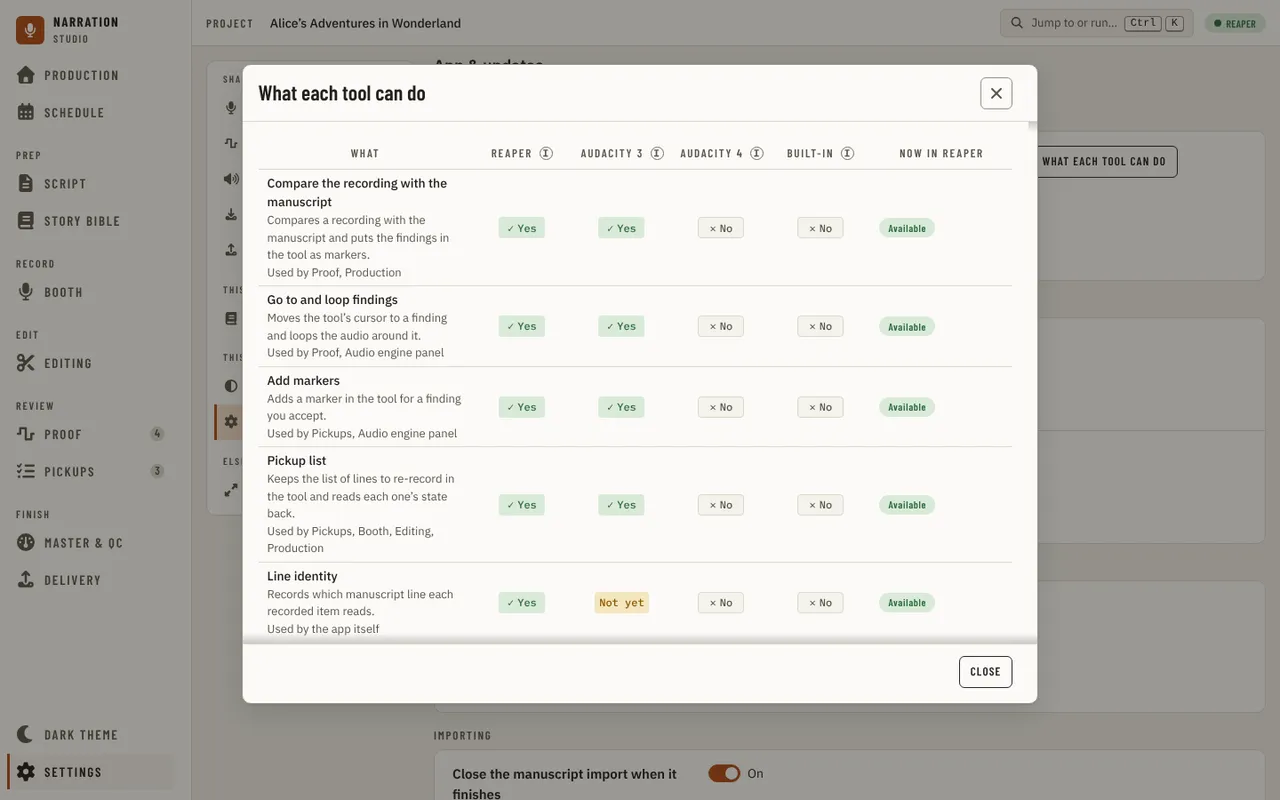 NARRATION
STUDIO
PROJECT Alice's Adventures in Wonderland
Jump to or run... Ctrl K
REAPER
PRODUCTION
SCHEDULE
PREP
SCRIPT
STORY BIBLE
RECORD
BOOTH
EDIT
EDITING
REVIEW
PROOF 4
PICKUPS 3
FINISH
MASTER & QC
DELIVERY
DARK THEME
SETTINGS
SHA
THIS
THIS
ELS
App & updates
WHAT EACH TOOL CAN DO
What each tool can do
WHAT REAPER AUDACITY 3 AUDACITY 4 BUILT-IN NOW IN REAPER
Compare the recording with the
manuscript
Compares a recording with the
manuscript and puts the findings in
the tool as markers.
Used by Proof, Production
✓ Yes ✓ Yes × No × No Available
Go to and loop findings
Moves the tool's cursor to a finding
and loops the audio around it.
Used by Proof, Audio engine panel
✓ Yes ✓ Yes × No × No Available
Add markers
Adds a marker in the tool for a finding
you accept.
Used by Pickups, Audio engine panel
✓ Yes ✓ Yes × No × No Available
Pickup list
Keeps the list of lines to re-record in
the tool and reads each one's state
back.
Used by Pickups, Booth, Editing,
Production
✓ Yes ✓ Yes × No × No Available
Line identity
Records which manuscript line each
recorded item reads.
Used by the app itself
✓ Yes Not yet × No × No Available
CLOSE
IMPORTING
Close the manuscript import when it
finishes
On